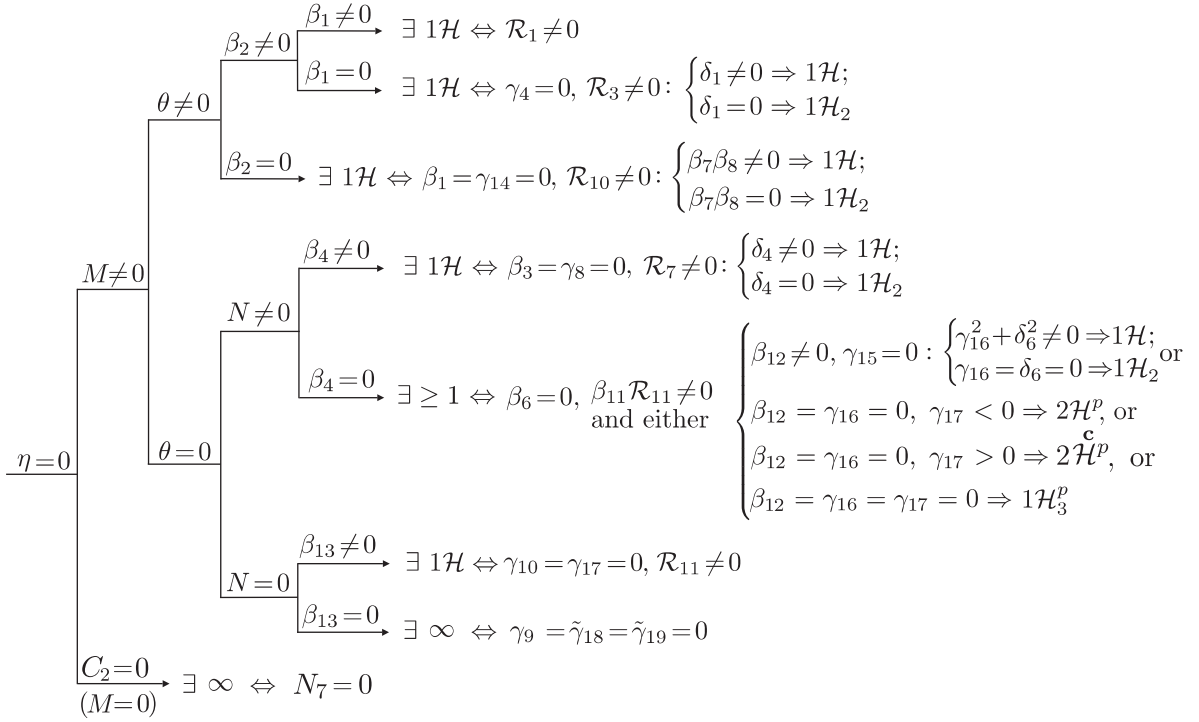 β₁≠0
∃ 1ℋ ⇔ ℛ₁≠0
β₂≠0
β₁=0
∃ 1ℋ ⇔ γ₄=0, ℛ₃≠0: { δ₁≠0 ⇒ 1ℋ;
δ₁=0 ⇒ 1ℋ₂
θ≠0
β₂=0
∃ 1ℋ ⇔ β₁=γ₁₄=0, ℛ₁₀≠0: { β₇β₈≠0 ⇒ 1ℋ;
β₇β₈=0 ⇒ 1ℋ₂
M≠0
β₄≠0
∃ 1ℋ ⇔ β₃=γ₈=0, ℛ₇≠0: { δ₄≠0 ⇒ 1ℋ;
δ₄=0 ⇒ 1ℋ₂
N≠0
β₄=0
∃ ≥ 1 ⇔ β₆=0, β₁₁ℛ₁₁≠0
and either
β₁₂≠0, γ₁₅=0 : { γ₁₆²+δ₆²≠0 ⇒1ℋ;
γ₁₆=δ₆=0 ⇒1ℋ₂ or
β₁₂ = γ₁₆ = 0, γ₁₇ < 0 ⇒ 2ℋᵖ, or
β₁₂ = γ₁₆ = 0, γ₁₇ > 0 ⇒ 2ℋ̊ᶜᵖ, or
β₁₂ = γ₁₆ = γ₁₇ = 0 ⇒ 1ℋ₃ᵖ
θ=0
η=0
β₁₃≠0
∃ 1ℋ ⇔ γ₁₀=γ₁₇=0, ℛ₁₁≠0
N=0
β₁₃=0
∃ ∞ ⇔ γ₉ =γ̃₁₈=γ̃₁₉=0
C₂=0
(M=0)
∃ ∞ ⇔ N₇=0